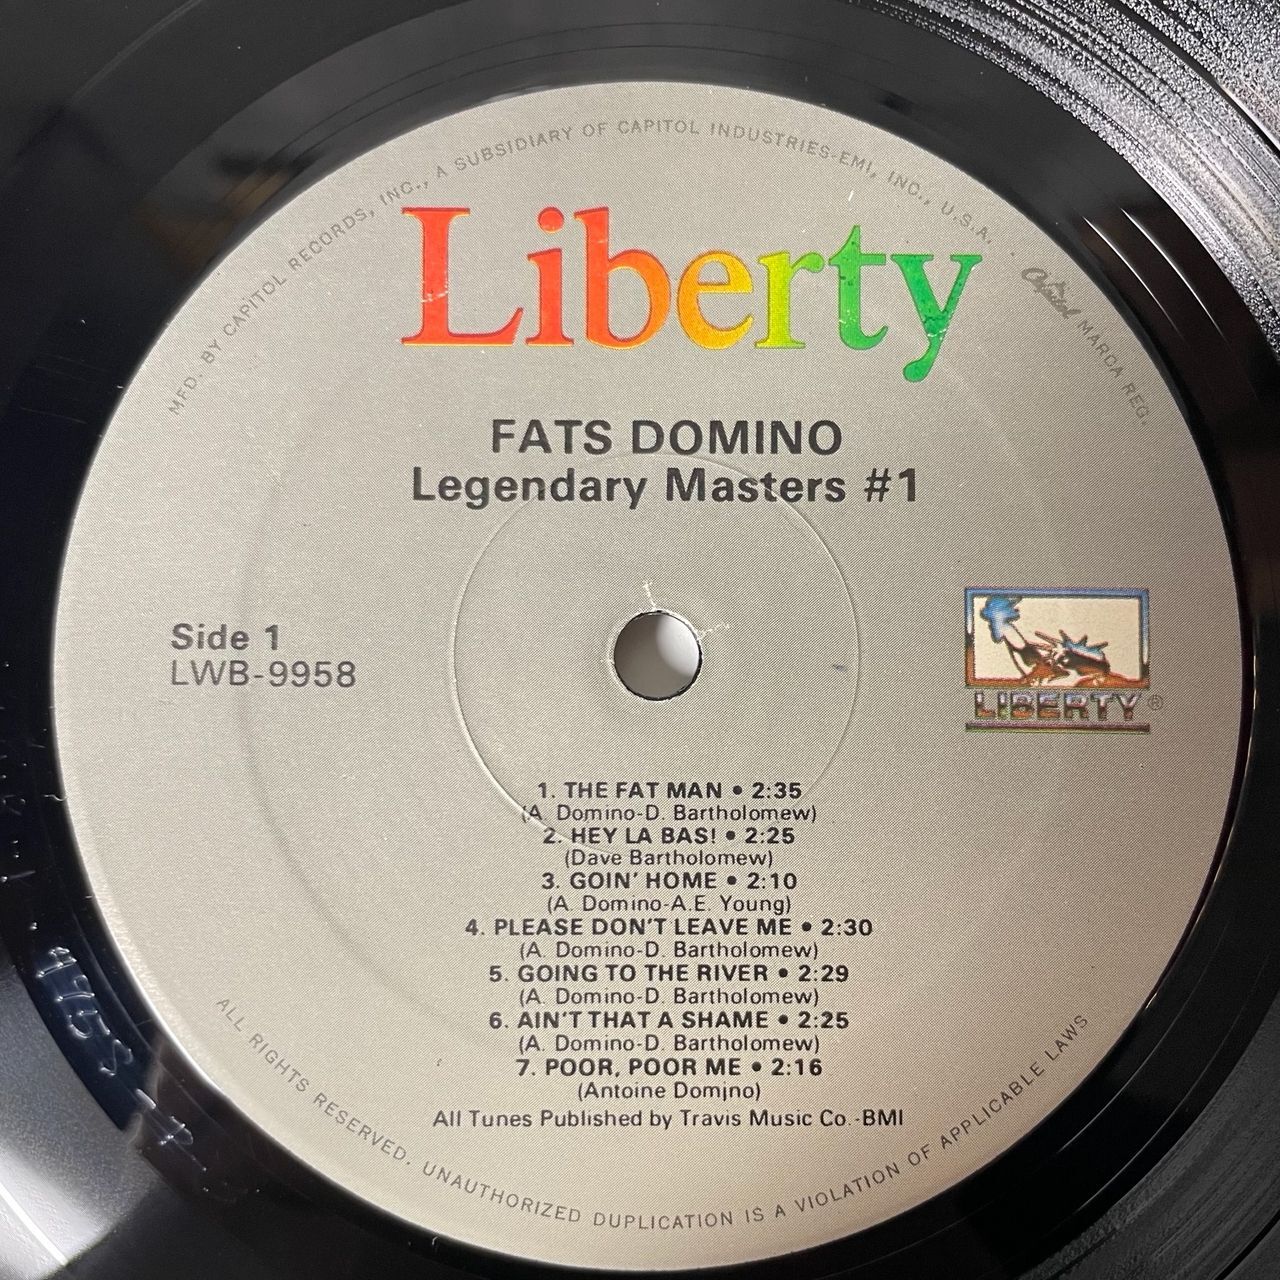 MFD. BY CAPITOL RECORDS, INC., A SUBSIDIARY OF CAPITOL INDUSTRIES-EMI, INC., U.S.A.
Capitol MARCA REG.
Liberty
FATS DOMINO
Legendary Masters #1
Side 1
LWB-9958
LIBERTY®
1. THE FAT MAN • 2:35
(A. Domino-D. Bartholomew)
2. HEY LA BAS! • 2:25
(Dave Bartholomew)
3. GOIN' HOME • 2:10
(A. Domino-A.E. Young)
4. PLEASE DON'T LEAVE ME • 2:30
(A. Domino-D. Bartholomew)
5. GOING TO THE RIVER • 2:29
(A. Domino-D. Bartholomew)
6. AIN'T THAT A SHAME • 2:25
(A. Domino-D. Bartholomew)
7. POOR, POOR ME • 2:16
(Antoine Domino)
All Tunes Published by Travis Music Co.-BMI
ALL RIGHTS RESERVED. UNAUTHORIZED DUPLICATION IS A VIOLATION OF APPLICABLE LAWS